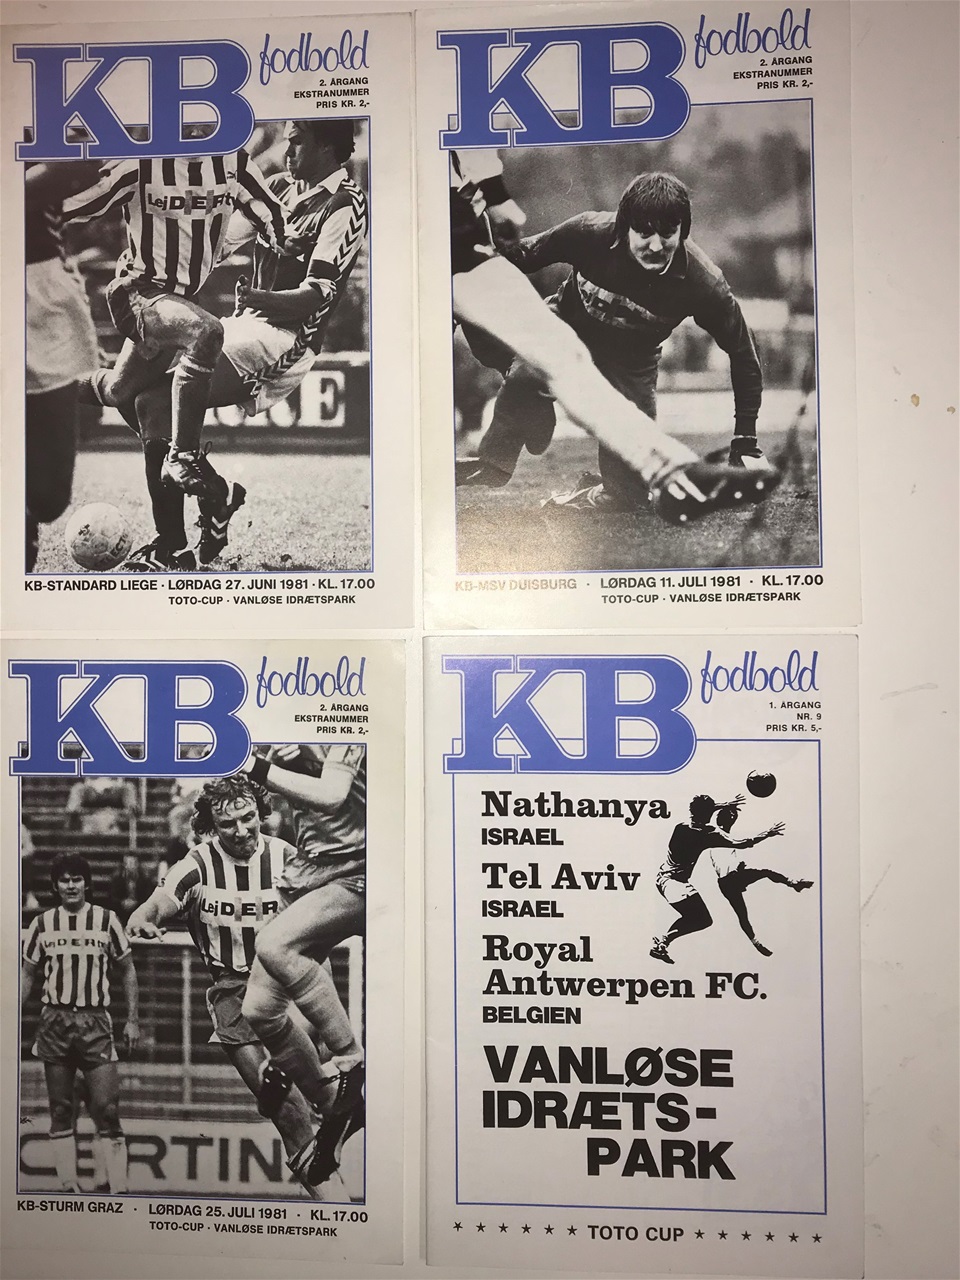 KB fodbold
2. ÅRGANG
EKSTRANUMMER
PRIS KR. 2,-
LejDERt
KB-STANDARD LIEGE · LØRDAG 27. JUNI 1981 · KL. 17.00
TOTO-CUP · VANLØSE IDRÆTSPARK
KB fodbold
2. ÅRGANG
EKSTRANUMMER
PRIS KR. 2,-
KB-MSV DUISBURG · LØRDAG 11. JULI 1981 · KL. 17.00
TOTO-CUP · VANLØSE IDRÆTSPARK
KB fodbold
2. ÅRGANG
EKSTRANUMMER
PRIS KR. 2,-
LejDERt
LejDER
CERTIN
KB-STURM GRAZ · LØRDAG 25. JULI 1981 · KL. 17.00
TOTO-CUP · VANLØSE IDRÆTSPARK
KB fodbold
1. ÅRGANG
NR. 9
PRIS KR. 5,-
Nathanya
ISRAEL
Tel Aviv
ISRAEL
Royal
Antwerpen FC.
BELGIEN
VANLØSE
IDRÆTS-
PARK
★ ★ ★ ★ ★ ★ TOTO CUP ★ ★ ★ ★ ★ ★